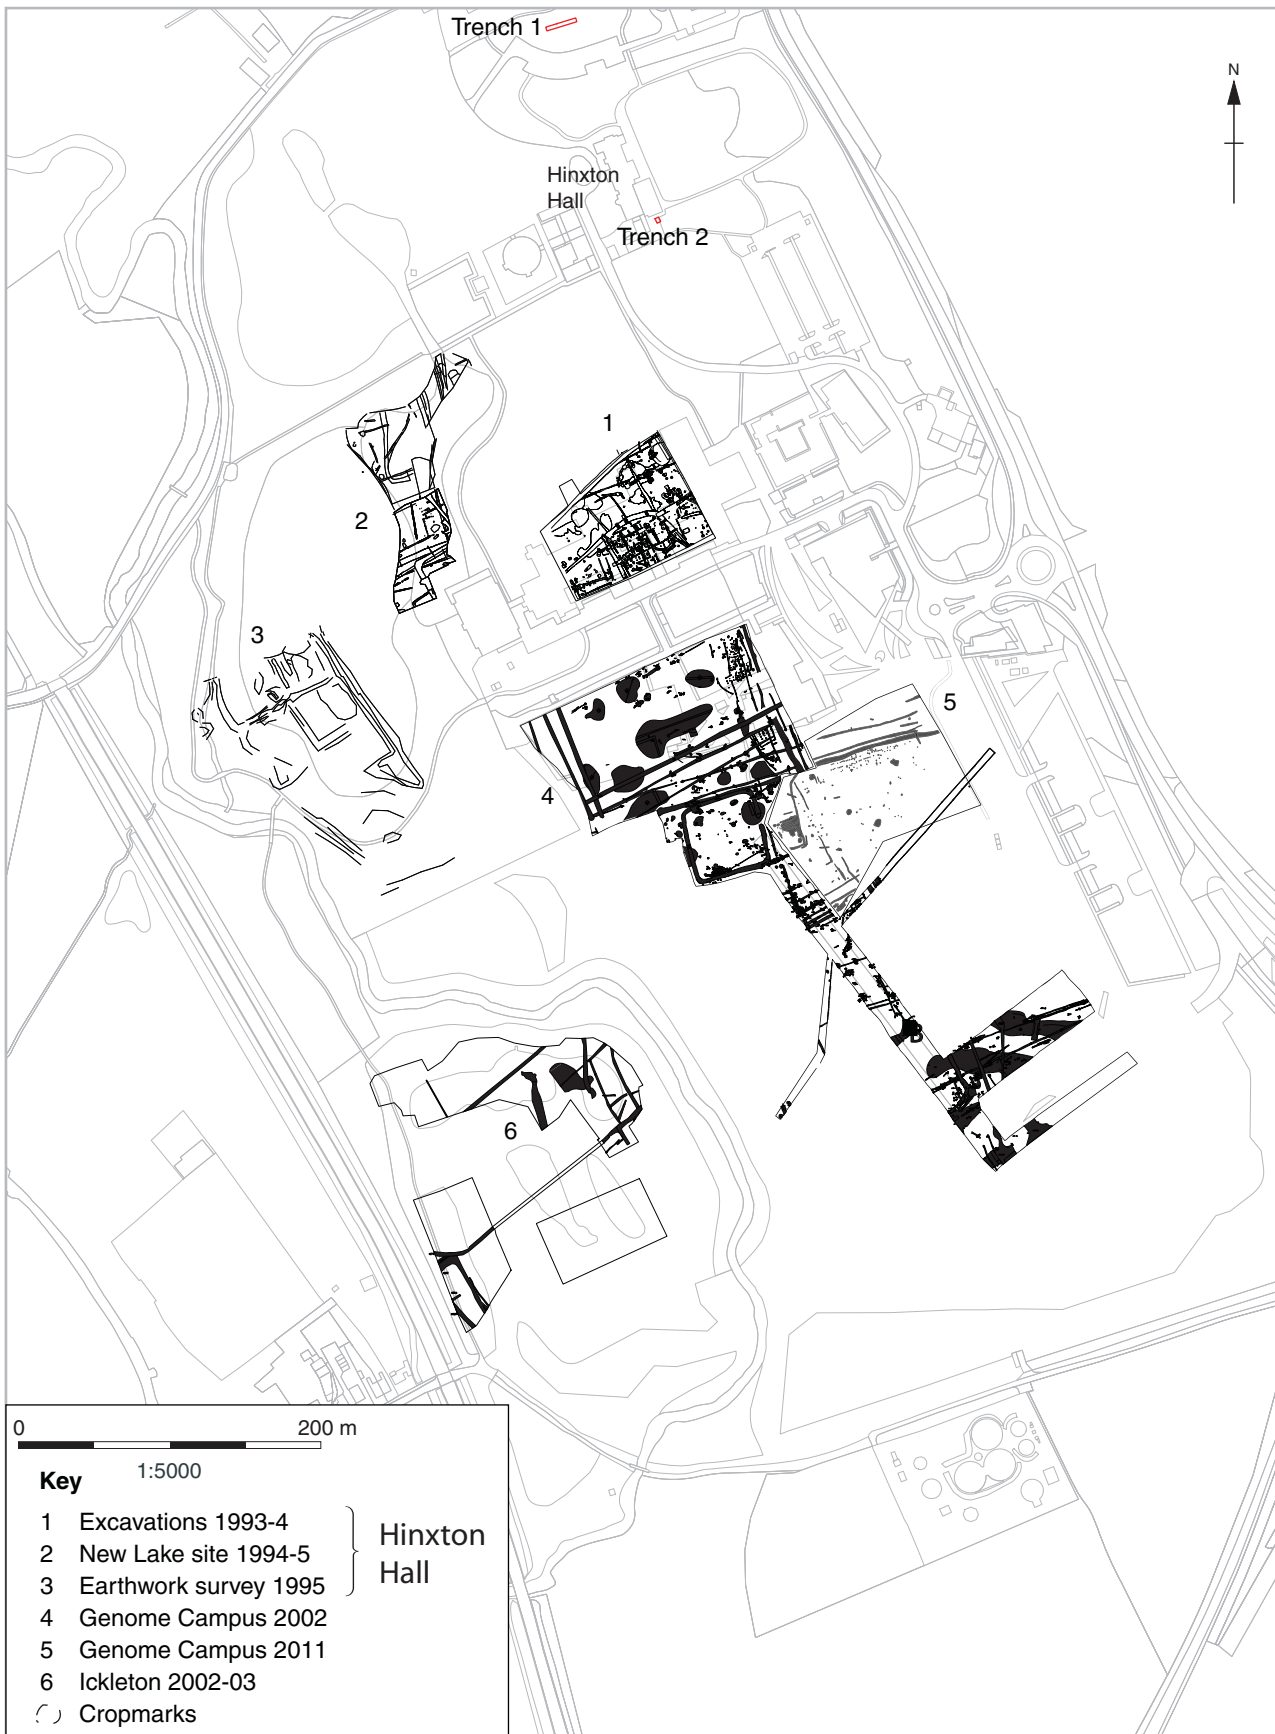 Trench 1
N
Hinxton
Hall
Trench 2
1
2
3
5
4
6
0 200 m
1:5000
Key
1 Excavations 1993-4
2 New Lake site 1994-5
3 Earthwork survey 1995
Hinxton
Hall
4 Genome Campus 2002
5 Genome Campus 2011
6 Ickleton 2002-03
Cropmarks